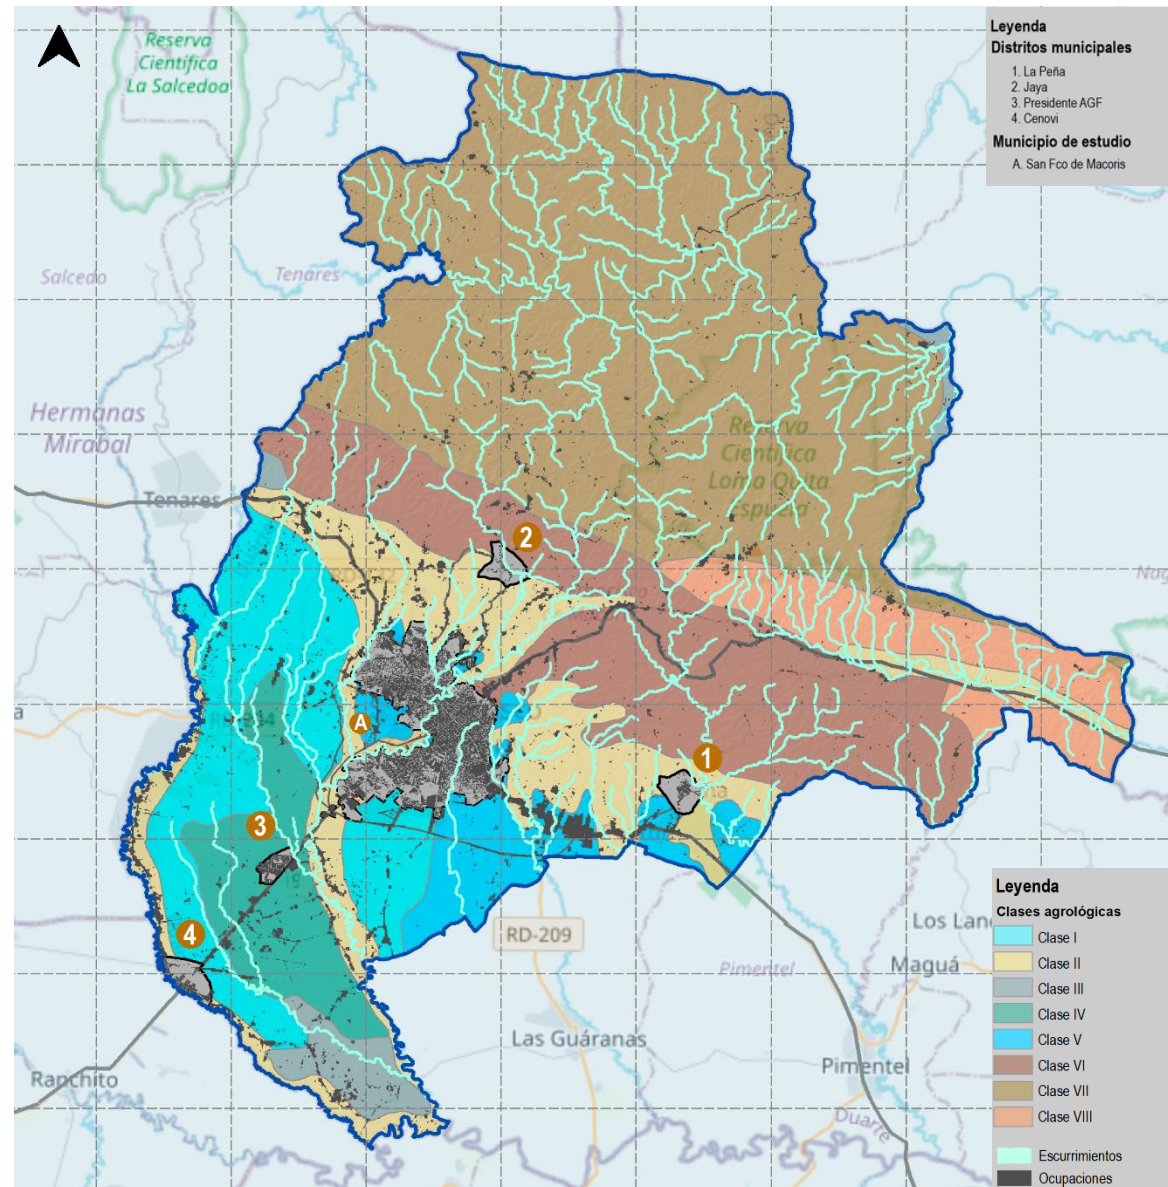 Reserva
Científica
La Salcedoa
Leyenda
Distritos municipales
1. La Peña
2. Jaya
3. Presidente AGF
4. Cenovi
Municipio de estudio
A. San Fco de Macoris
Salcedo
Tenares
Hermanas
Mirabal
Tenares
Reserva
Científica
Loma Quita
Espuela
2
A
1
3
4
RD-209
Pimentel
Los Lan
Maguá
Las Guáranas
Pimentel
Ranchito
Duarte
Leyenda
Clases agrológicas
Clase I
Clase II
Clase III
Clase IV
Clase V
Clase VI
Clase VII
Clase VIII
Escurrimientos
Ocupaciones